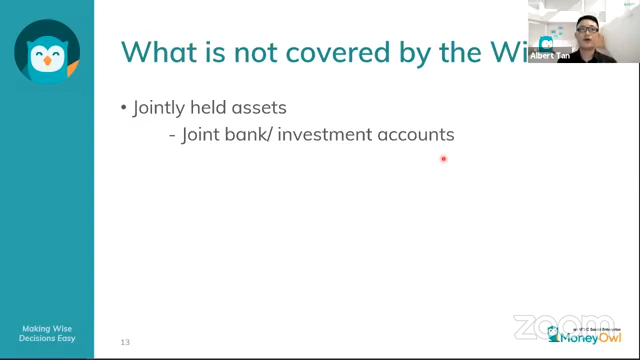 What is not covered by the Wi
Albert Tan
• Jointly held assets
- Joint bank/ investment accounts
Making Wise
Decisions Easy
13
zoom
MoneyOwl